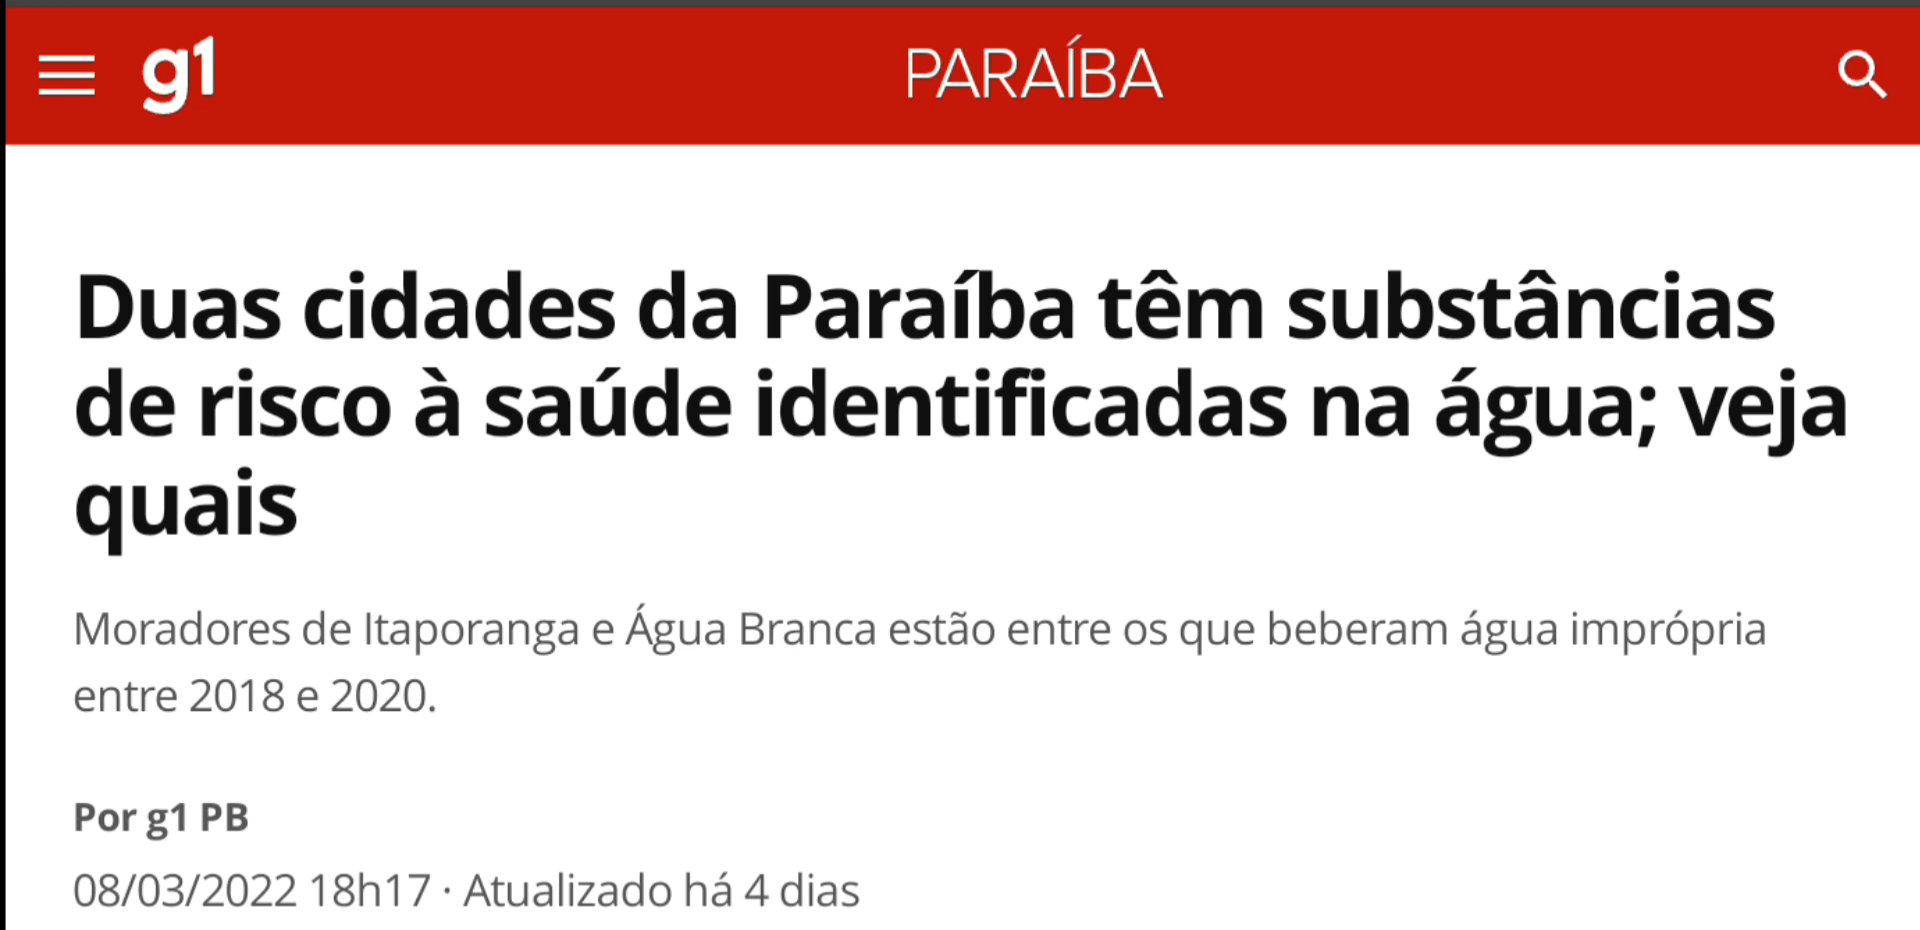 g1
PARAÍBA
Duas cidades da Paraíba têm substâncias
de risco à saúde identificadas na água; veja
quais
Moradores de Itaporanga e Água Branca estão entre os que beberam água imprópria
entre 2018 e 2020.
Por g1 PB
08/03/2022 18h17 · Atualizado há 4 dias